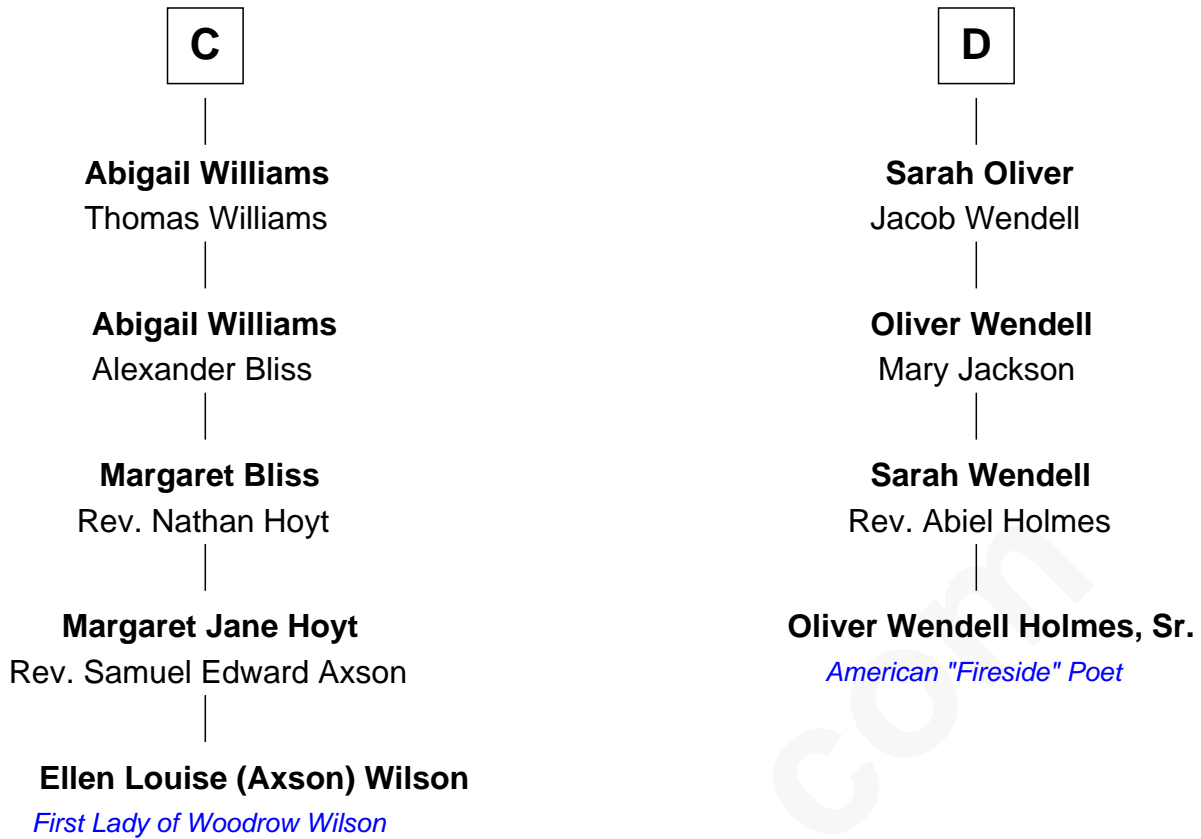 C
Abigail Williams
Thomas Williams
Abigail Williams
Alexander Bliss
Margaret Bliss
Rev. Nathan Hoyt
Margaret Jane Hoyt
Rev. Samuel Edward Axson
Ellen Louise (Axson) Wilson
First Lady of Woodrow Wilson
D
Sarah Oliver
Jacob Wendell
Oliver Wendell
Mary Jackson
Sarah Wendell
Rev. Abiel Holmes
Oliver Wendell Holmes, Sr.
American "Fireside" Poet
com